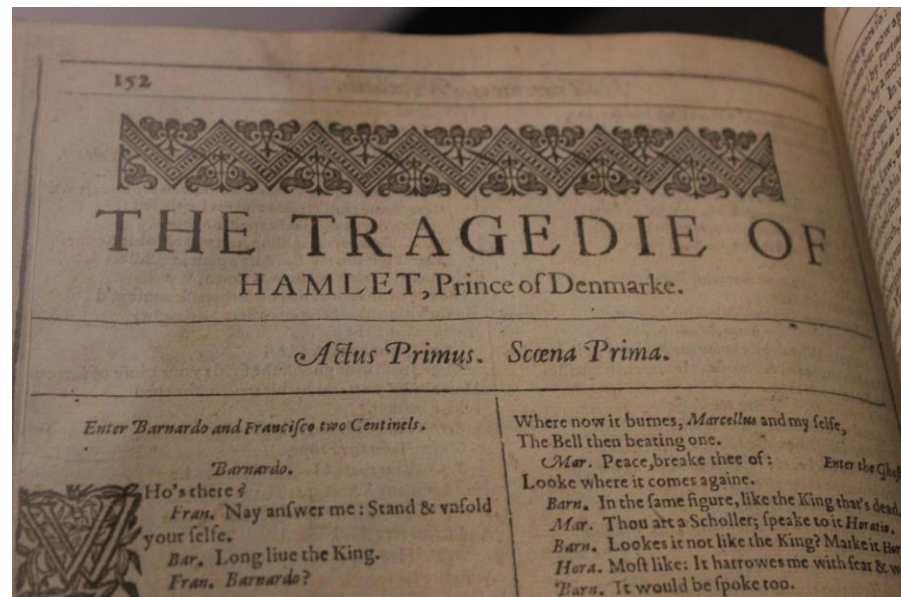 152
THE TRAGEDIE OF
HAMLET, Prince of Denmarke.
Actus Primus. Scœna Prima.
Enter Barnardo and Franciſco two Centinels.
Barnardo.
WHo's there?
Fran. Nay anſwer me: Stand & vnfold
your ſelfe.
Bar. Long liue the King.
Fran. Barnardo?
Where now it burnes, Marcellus and my ſelfe,
The Bell then beating one.
Mar. Peace, breake thee of: Enter the
Looke where it comes againe.
Barn. In the ſame figure, like the King that's dead.
Mar. Thou art a Scholler; ſpeake to it Horatio.
Barn. Lookes it not like the King? Marke it
Hora. Moſt like: It harrowes me with fear &
Barn. It would be ſpoke too.